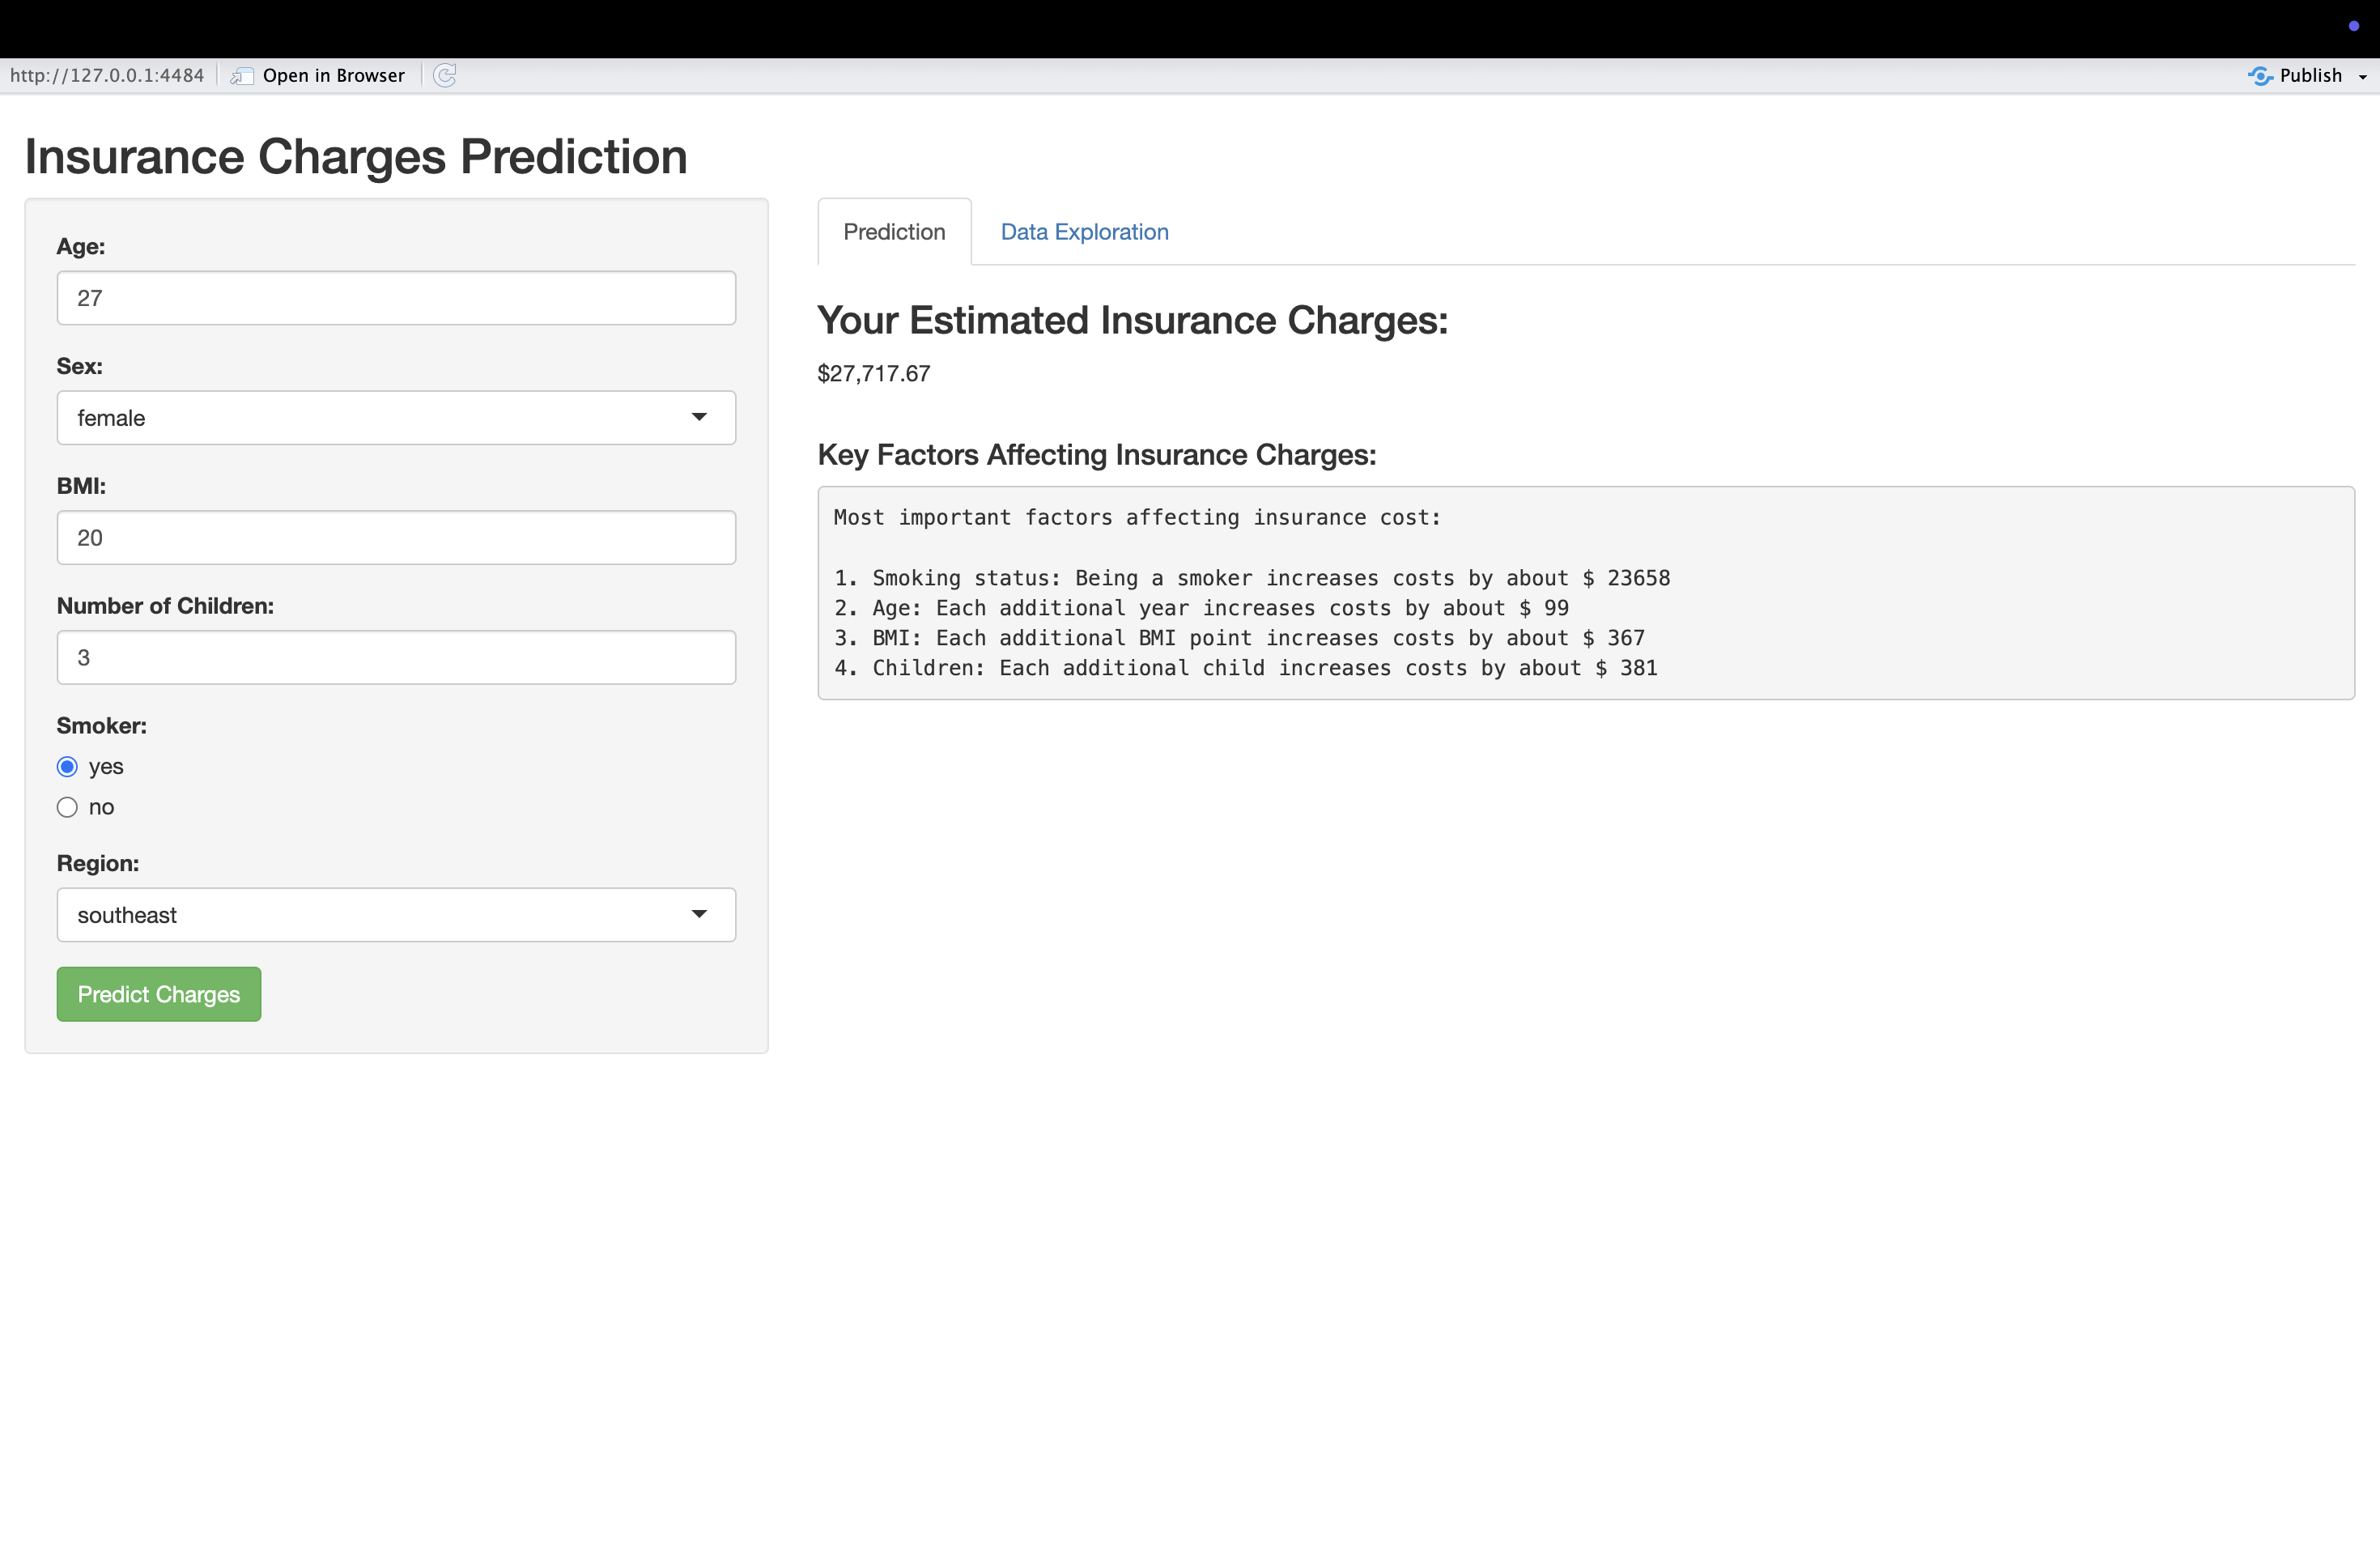 http://127.0.0.1:4484 Open in Browser Publish
Insurance Charges Prediction
Age:
27
Sex:
female
BMI:
20
Number of Children:
3
Smoker:
yes
no
Region:
southeast
Predict Charges
Prediction Data Exploration
Your Estimated Insurance Charges:
$27,717.67
Key Factors Affecting Insurance Charges:
Most important factors affecting insurance cost:
1. Smoking status: Being a smoker increases costs by about $ 23658
2. Age: Each additional year increases costs by about $ 99
3. BMI: Each additional BMI point increases costs by about $ 367
4. Children: Each additional child increases costs by about $ 381